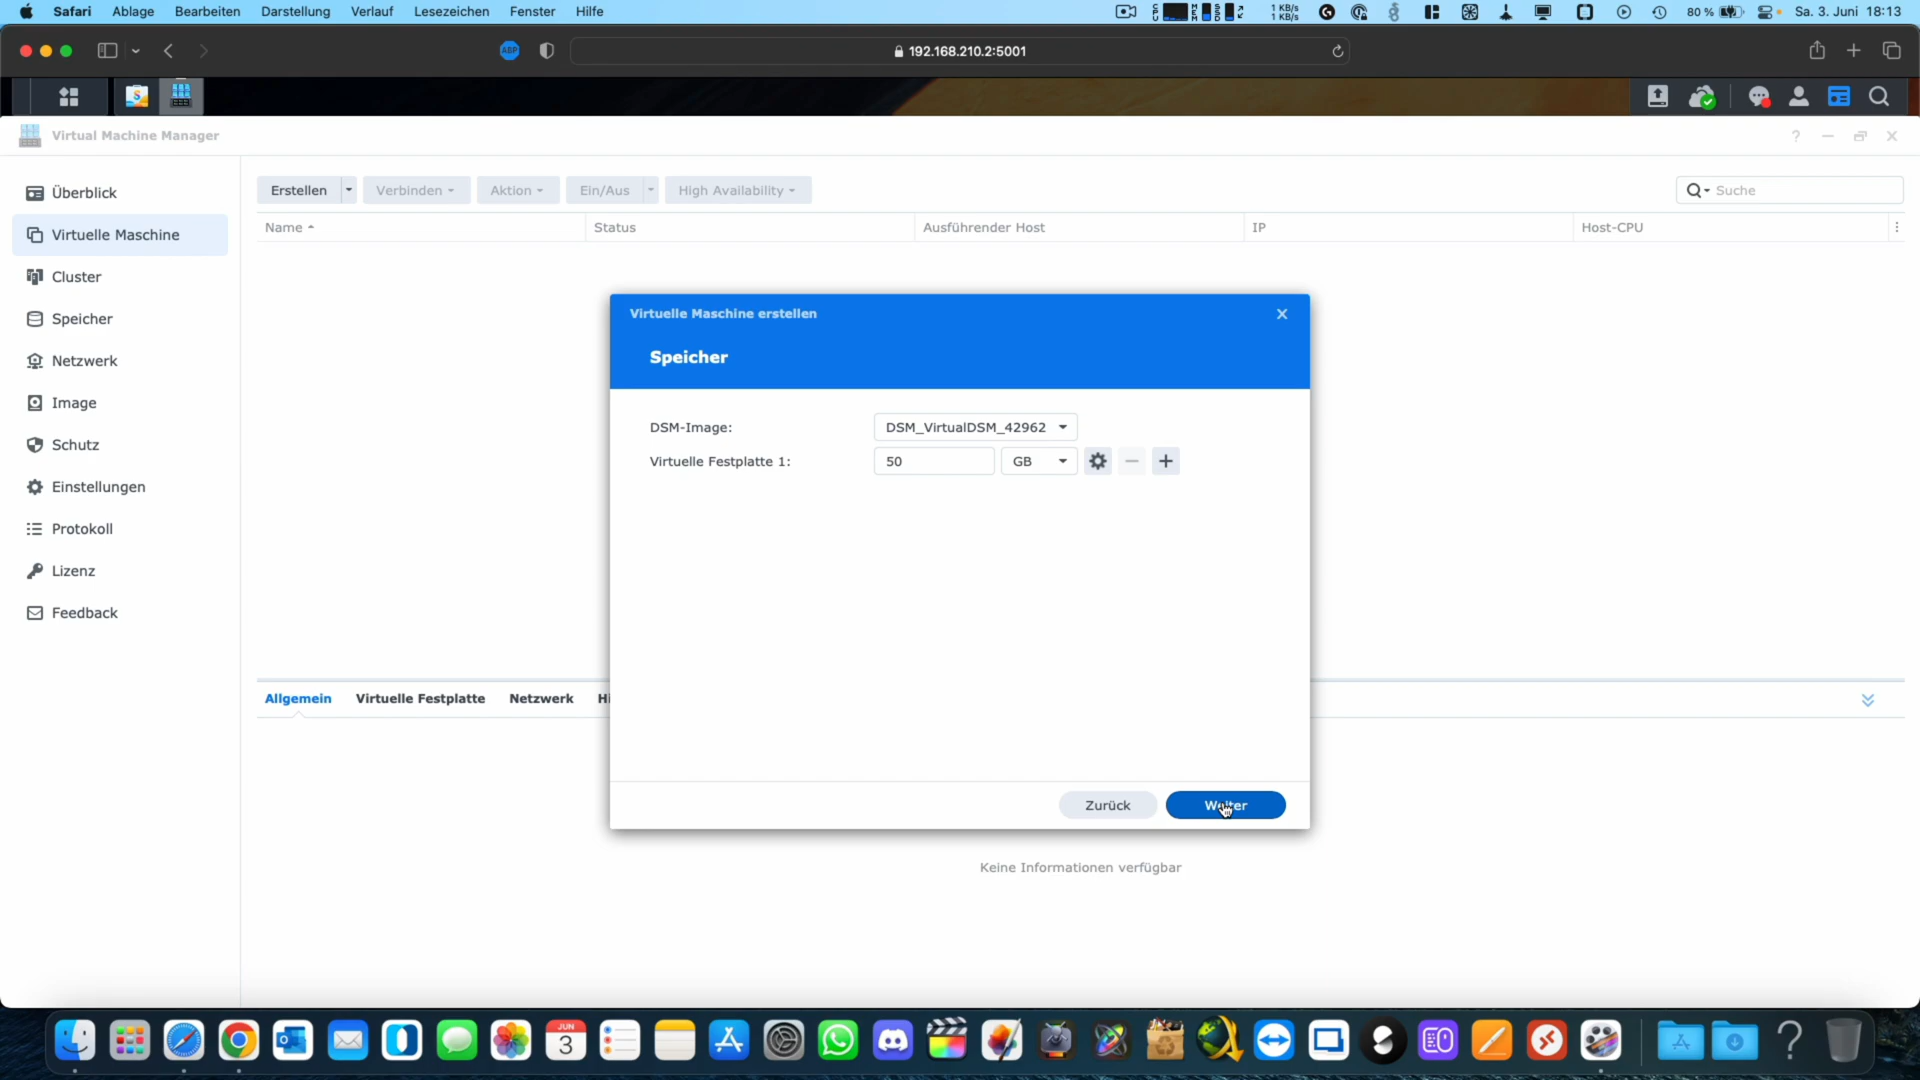 Safari Ablage Bearbeiten Darstellung Verlauf Lesezeichen Fenster Hilfe
1 KB/s
1 KB/s
80 % Sa. 3. Juni 18:13
ABP 192.168.210.2:5001
Virtual Machine Manager
Überblick
Virtuelle Maschine
Cluster
Speicher
Netzwerk
Image
Schutz
Einstellungen
Protokoll
Lizenz
Feedback
Erstellen Verbinden Aktion Ein/Aus High Availability Suche
Name Status Ausführender Host IP Host-CPU
Virtuelle Maschine erstellen
Speicher
DSM-Image: DSM_VirtualDSM_42962
Virtuelle Festplatte 1: 50 GB
Zurück Weiter
Allgemein Virtuelle Festplatte Netzwerk Hi
Keine Informationen verfügbar
JUN
3